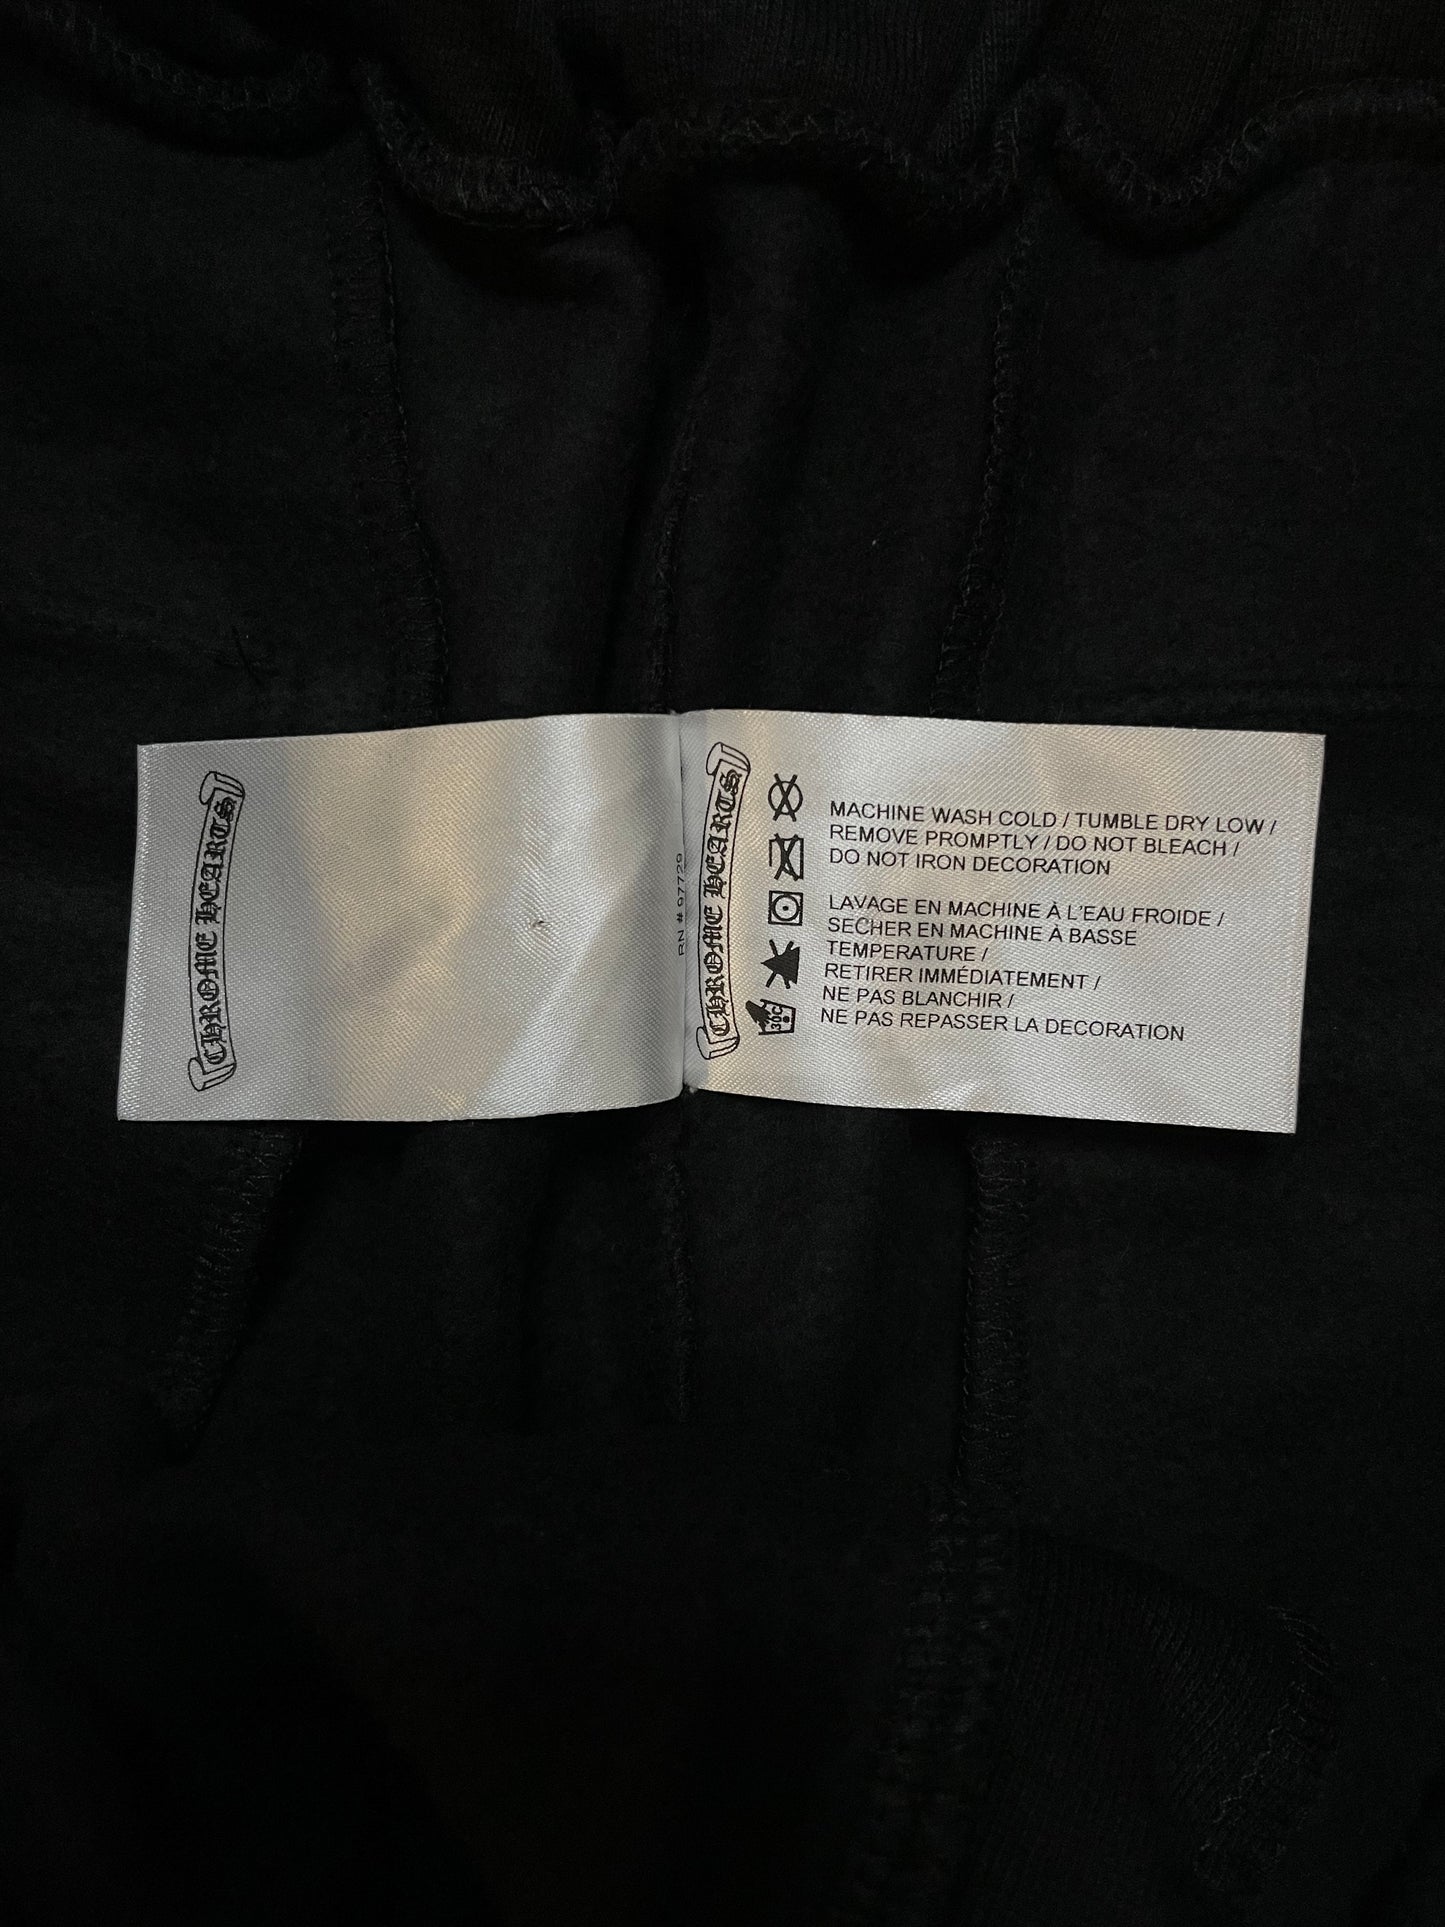 CHROME HEARTS
RN # 97729
CHROME HEARTS
MACHINE WASH COLD / TUMBLE DRY LOW /
REMOVE PROMPTLY / DO NOT BLEACH /
DO NOT IRON DECORATION
LAVAGE EN MACHINE À L'EAU FROIDE /
SECHER EN MACHINE À BASSE
TEMPERATURE /
RETIRER IMMÉDIATEMENT /
NE PAS BLANCHIR /
NE PAS REPASSER LA DECORATION
30C